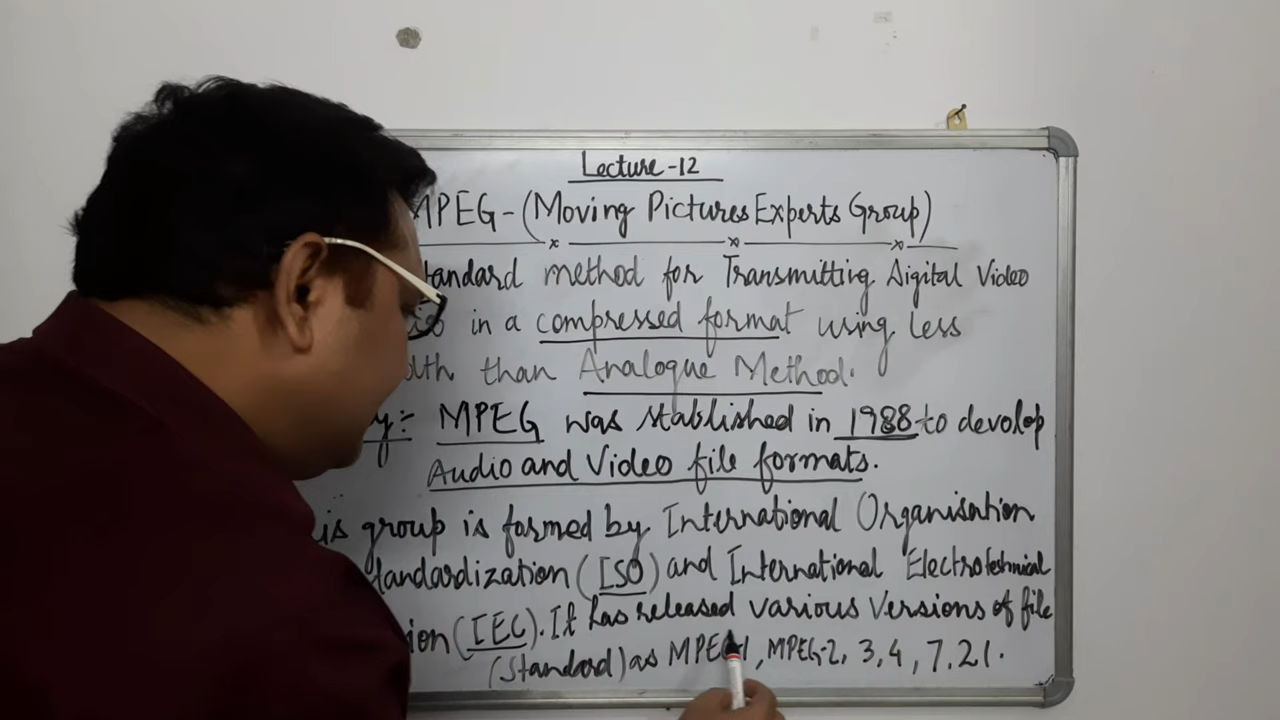 Lecture-12
MPEG-(Moving Pictures Experts Group)
tandard method for Transmitting Digital Video
in a compressed format using less
than Analogue Method.
y:- MPEG was stablished in 1988 to devolop
Audio and Video file formats.
is group is formed by International Organisation
tandardization (ISO) and International Electrotechnical
ion (IEC). It has released various Versions of file
(Standard) as MPEG-1, MPEG-2, 3, 4, 7, 21.